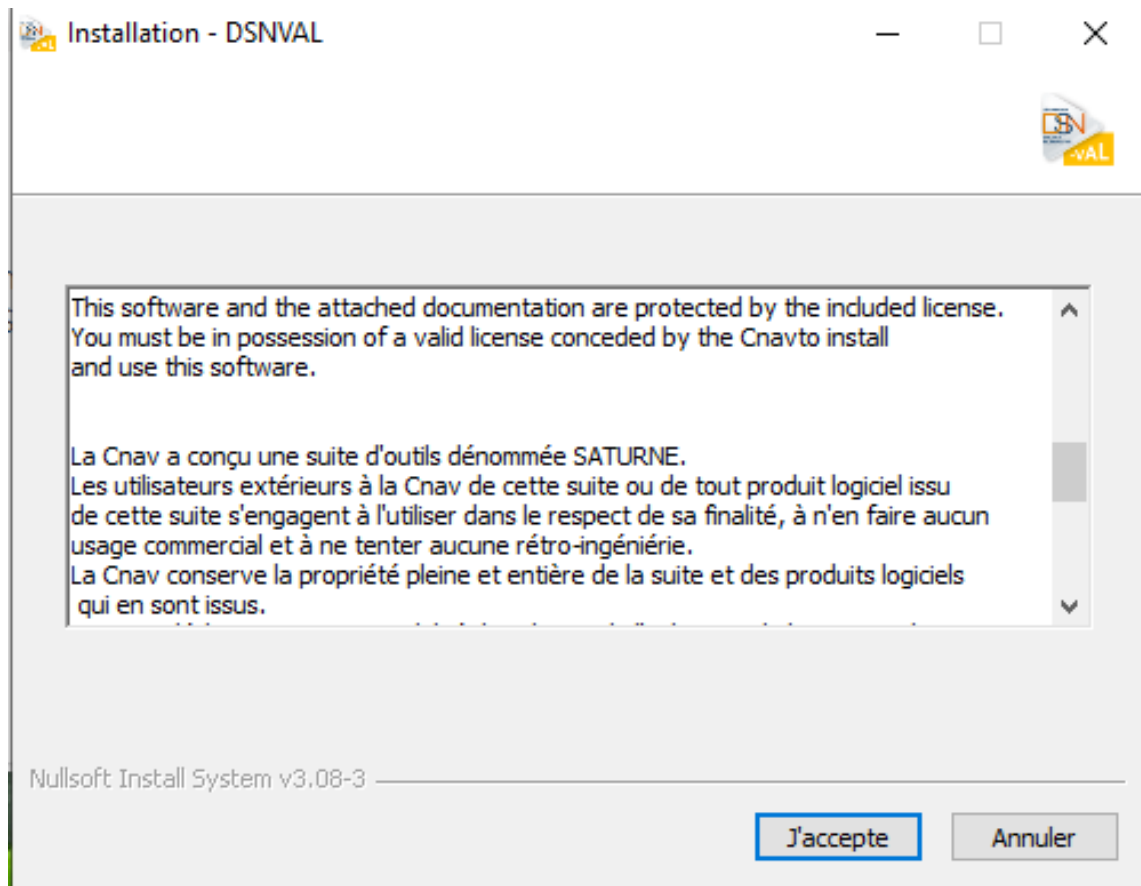 Installation - DSNVAL
DSN
-VAL
This software and the attached documentation are protected by the included license.
You must be in possession of a valid license conceded by the Cnavto install
and use this software.
La Cnav a conçu une suite d'outils dénommée SATURNE.
Les utilisateurs extérieurs à la Cnav de cette suite ou de tout produit logiciel issu
de cette suite s'engagent à l'utiliser dans le respect de sa finalité, à n'en faire aucun
usage commercial et à ne tenter aucune rétro-ingéniérie.
La Cnav conserve la propriété pleine et entière de la suite et des produits logiciels
qui en sont issus.
Nullsoft Install System v3.08-3
J'accepte
Annuler